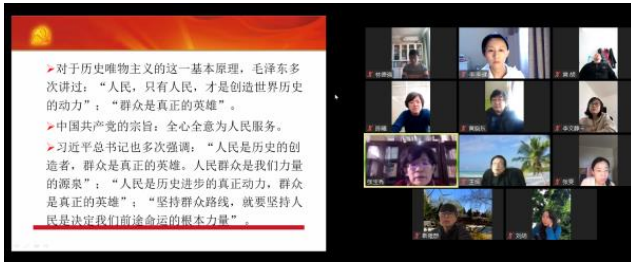 ➢对于历史唯物主义的这一基本原理，毛泽东多
次讲过：“人民，只有人民，才是创造世界历史
的动力”；“群众是真正的英雄”。
➢中国共产党的宗旨：全心全意为人民服务。
➢习近平总书记也多次强调：“人民是历史的创
造者，群众是真正的英雄。人民群众是我们力量
的源泉”；“人民是历史进步的真正动力，群众
是真正的英雄”；“坚持群众路线，就要坚持人
民是决定我们前途命运的根本力量”。